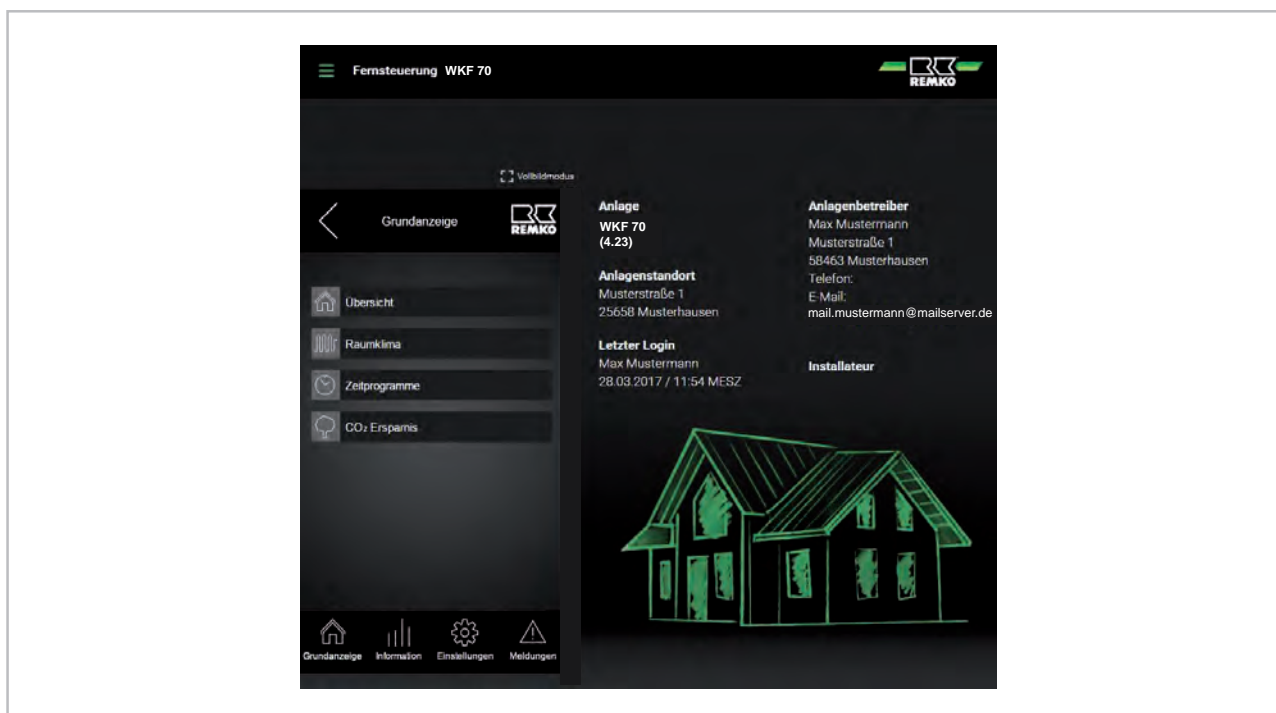 Fernsteuerung WKF 70
REMKO
Vollbildmodus
Grundanzeige
REMKO
Übersicht
Raumklima
Zeitprogramme
CO₂ Ersparnis
Grundanzeige
Information
Einstellungen
Meldungen
Anlage
WKF 70
(4.23)
Anlagenstandort
Musterstraße 1
25658 Musterhausen
Letzter Login
Max Mustermann
28.03.2017 / 11:54 MESZ
Anlagenbetreiber
Max Mustermann
Musterstraße 1
58463 Musterhausen
Telefon:
E-Mail:
mail.mustermann@mailserver.de
Installateur